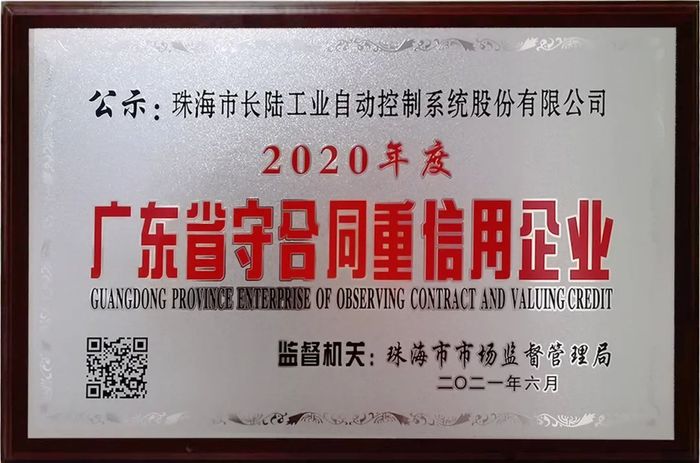 公示：珠海市长陆工业自动控制系统股份有限公司
2020年度
广东省守合同重信用企业
GUANGDONG PROVINCE ENTERPRISE OF OBSERVING CONTRACT AND VALUING CREDIT
监督机关：珠海市市场监督管理局
二〇二一年六月